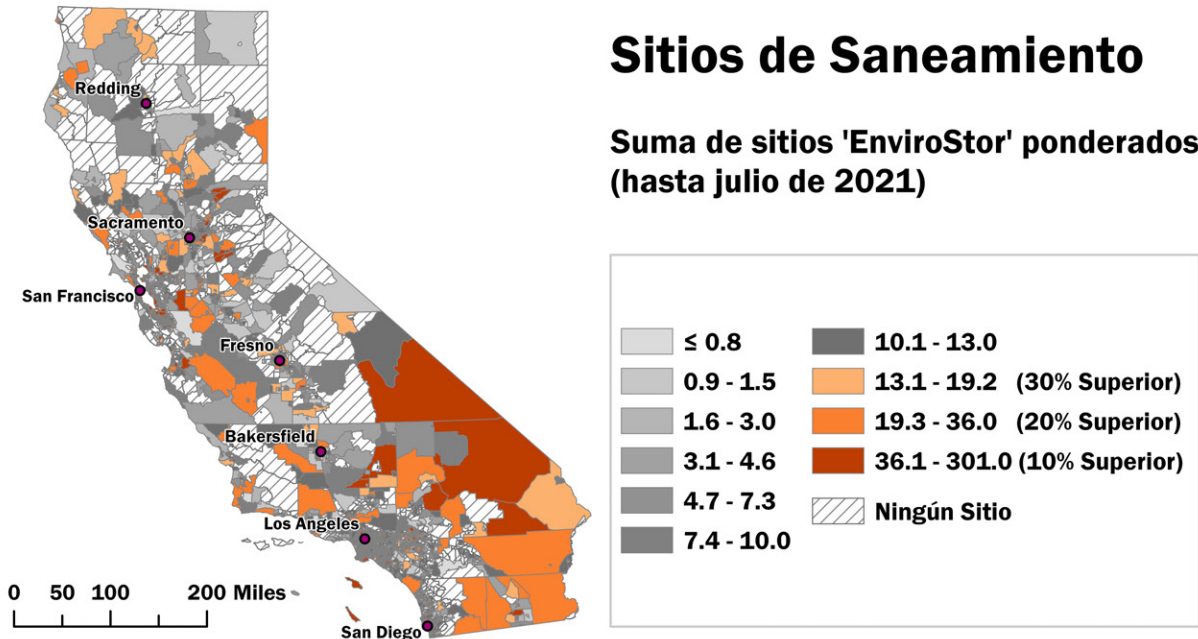 Sitios de Saneamiento
Suma de sitios 'EnviroStor' ponderados
(hasta julio de 2021)
Redding
Sacramento
San Francisco
Fresno
Bakersfield
Los Angeles
San Diego
0 50 100 200 Miles
≤ 0.8
0.9 - 1.5
1.6 - 3.0
3.1 - 4.6
4.7 - 7.3
7.4 - 10.0
10.1 - 13.0
13.1 - 19.2 (30% Superior)
19.3 - 36.0 (20% Superior)
36.1 - 301.0 (10% Superior)
Ningún Sitio